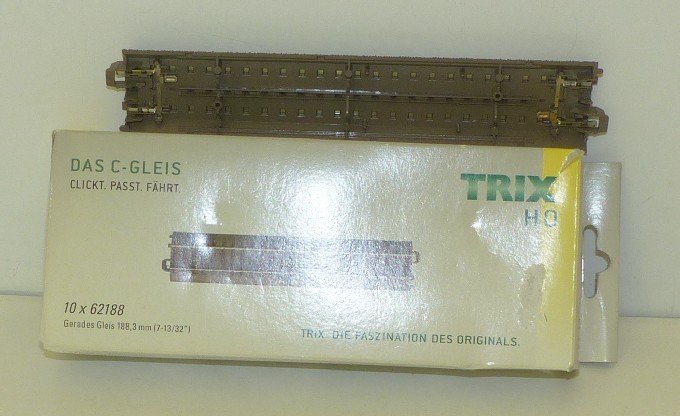 DAS C-GLEIS
CLICKT. PASST. FÄHRT.
TRIX
H0
10 x 62188
Gerades Gleis 188,3 mm (7-13/32")
TRIX. DIE FASZINATION DES ORIGINALS.